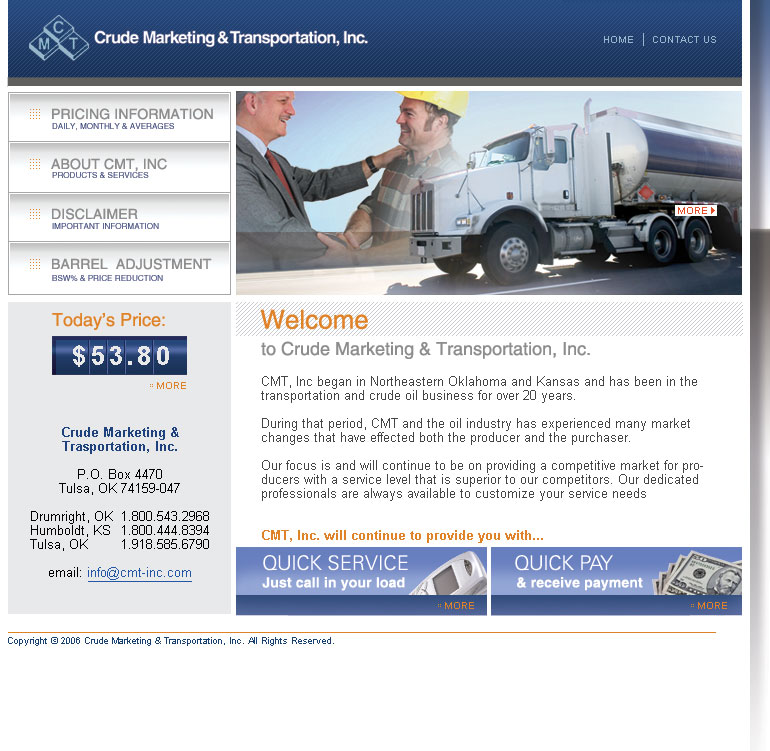 C
M T
Crude Marketing & Transportation, Inc.
HOME | CONTACT US
PRICING INFORMATION
DAILY, MONTHLY & AVERAGES
ABOUT CMT, INC
PRODUCTS & SERVICES
DISCLAIMER
IMPORTANT INFORMATION
BARREL ADJUSTMENT
BSW% & PRICE REDUCTION
MORE
Today's Price:
$53.80
MORE
Crude Marketing &
Trasportation, Inc.
P.O. Box 4470
Tulsa, OK 74159-047
Drumright, OK 1.800.543.2968
Humboldt, KS 1.800.444.8394
Tulsa, OK 1.918.585.6790
email: info@cmt-inc.com
Welcome
to Crude Marketing & Transportation, Inc.
CMT, Inc began in Northeastern Oklahoma and Kansas and has been in the
transportation and crude oil business for over 20 years.
During that period, CMT and the oil industry has experienced many market
changes that have effected both the producer and the purchaser.
Our focus is and will continue to be on providing a competitive market for pro-
ducers with a service level that is superior to our competitors. Our dedicated
professionals are always available to customize your service needs
CMT, Inc. will continue to provide you with...
QUICK SERVICE
Just call in your load
MORE
QUICK PAY
& receive payment
MORE
Copyright @ 2006 Crude Marketing & Transportation, Inc. All Rights Reserved.